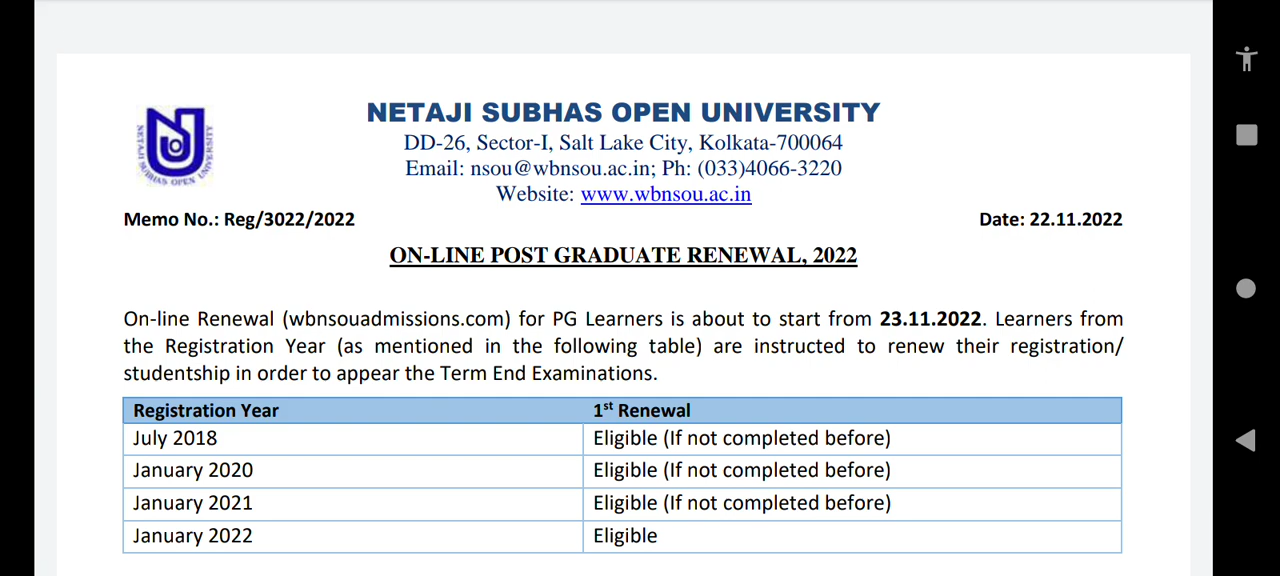 NETAJI SUBHAS OPEN UNIVERSITY
DD-26, Sector-I, Salt Lake City, Kolkata-700064
Email: nsou@wbnsou.ac.in; Ph: (033)4066-3220
Website: www.wbnsou.ac.in
NETAJI SUBHAS OPEN UNIVERSITY
Memo No.: Reg/3022/2022 Date: 22.11.2022
ON-LINE POST GRADUATE RENEWAL, 2022
On-line Renewal (wbnsouadmissions.com) for PG Learners is about to start from 23.11.2022. Learners from
the Registration Year (as mentioned in the following table) are instructed to renew their registration/
studentship in order to appear the Term End Examinations.
Registration Year 1st Renewal
July 2018 Eligible (If not completed before)
January 2020 Eligible (If not completed before)
January 2021 Eligible (If not completed before)
January 2022 Eligible